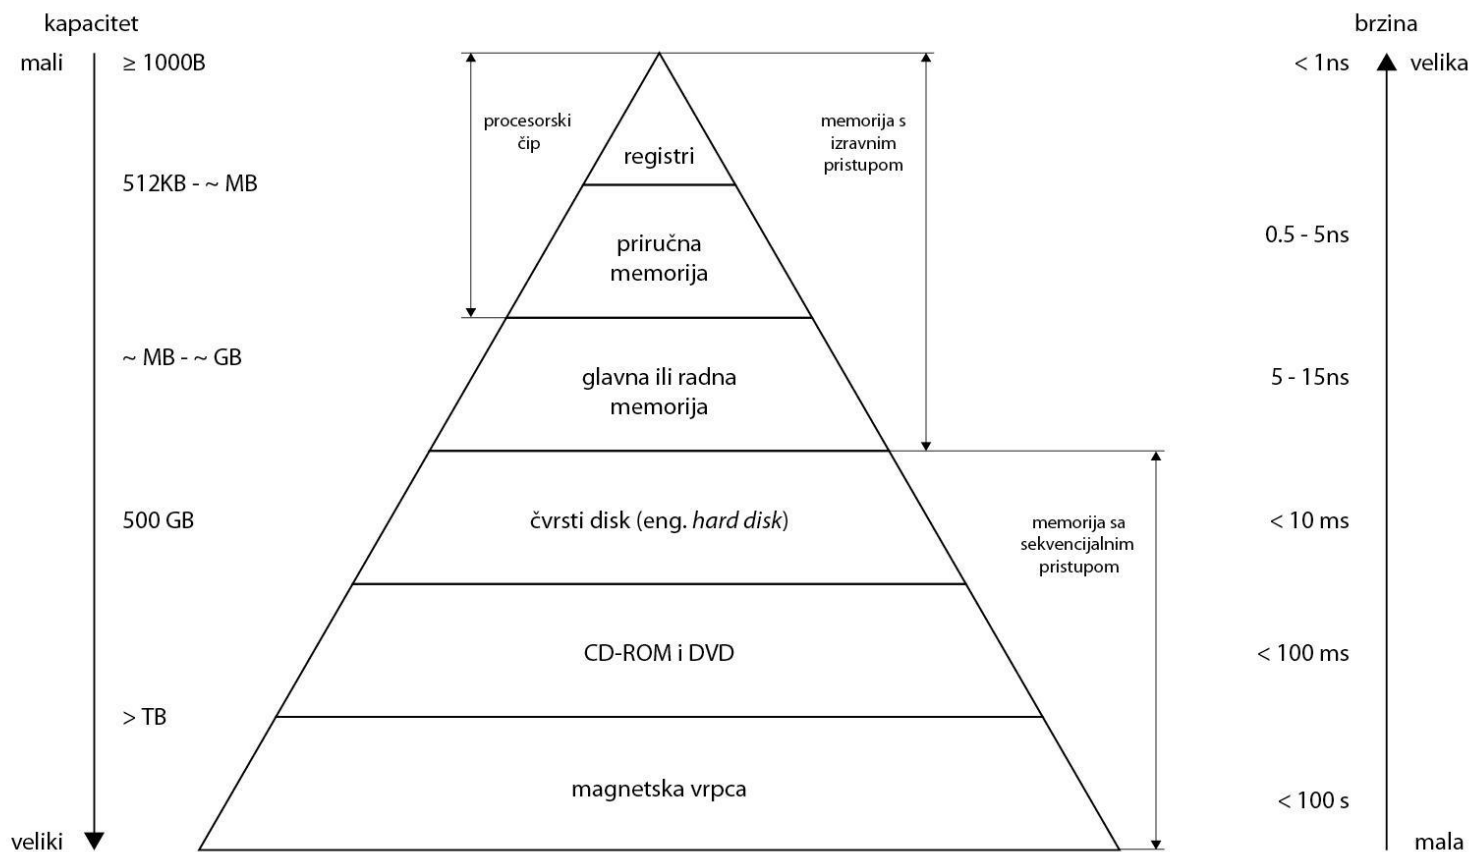 kapacitet
brzina
mali
≥ 1000B
< 1ns
velika
procesorski
čip
memorija s
izravnim
pristupom
registri
512KB - ~ MB
priručna
memorija
0.5 - 5ns
~ MB - ~ GB
glavna ili radna
memorija
5 - 15ns
500 GB
čvrsti disk (eng. hard disk)
memorija sa
sekvencijalnim
pristupom
< 10 ms
CD-ROM i DVD
< 100 ms
> TB
magnetska vrpca
< 100 s
veliki
mala